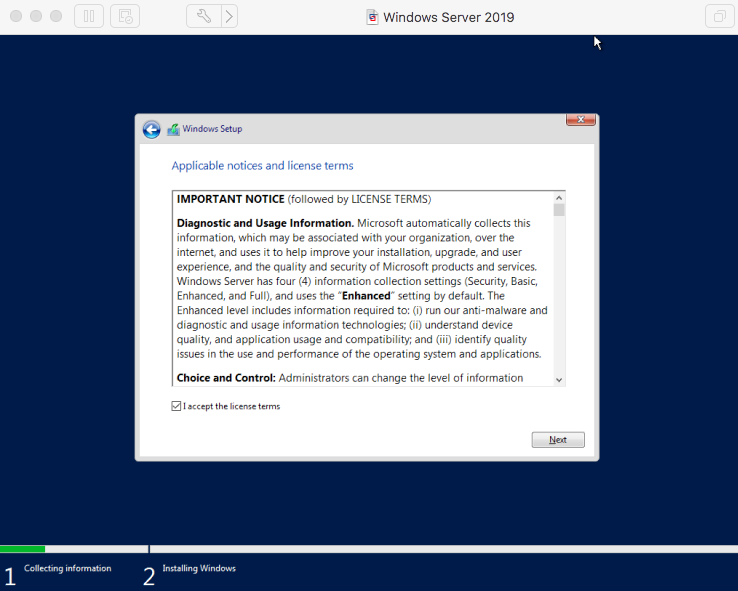 Windows Server 2019
Windows Setup
Applicable notices and license terms
IMPORTANT NOTICE (followed by LICENSE TERMS)
Diagnostic and Usage Information. Microsoft automatically collects this
information, which may be associated with your organization, over the
internet, and uses it to help improve your installation, upgrade, and user
experience, and the quality and security of Microsoft products and services.
Windows Server has four (4) information collection settings (Security, Basic,
Enhanced, and Full), and uses the “Enhanced” setting by default. The
Enhanced level includes information required to: (i) run our anti-malware and
diagnostic and usage information technologies; (ii) understand device
quality, and application usage and compatibility; and (iii) identify quality
issues in the use and performance of the operating system and applications.
Choice and Control: Administrators can change the level of information
I accept the license terms
Next
1 Collecting information
2 Installing Windows